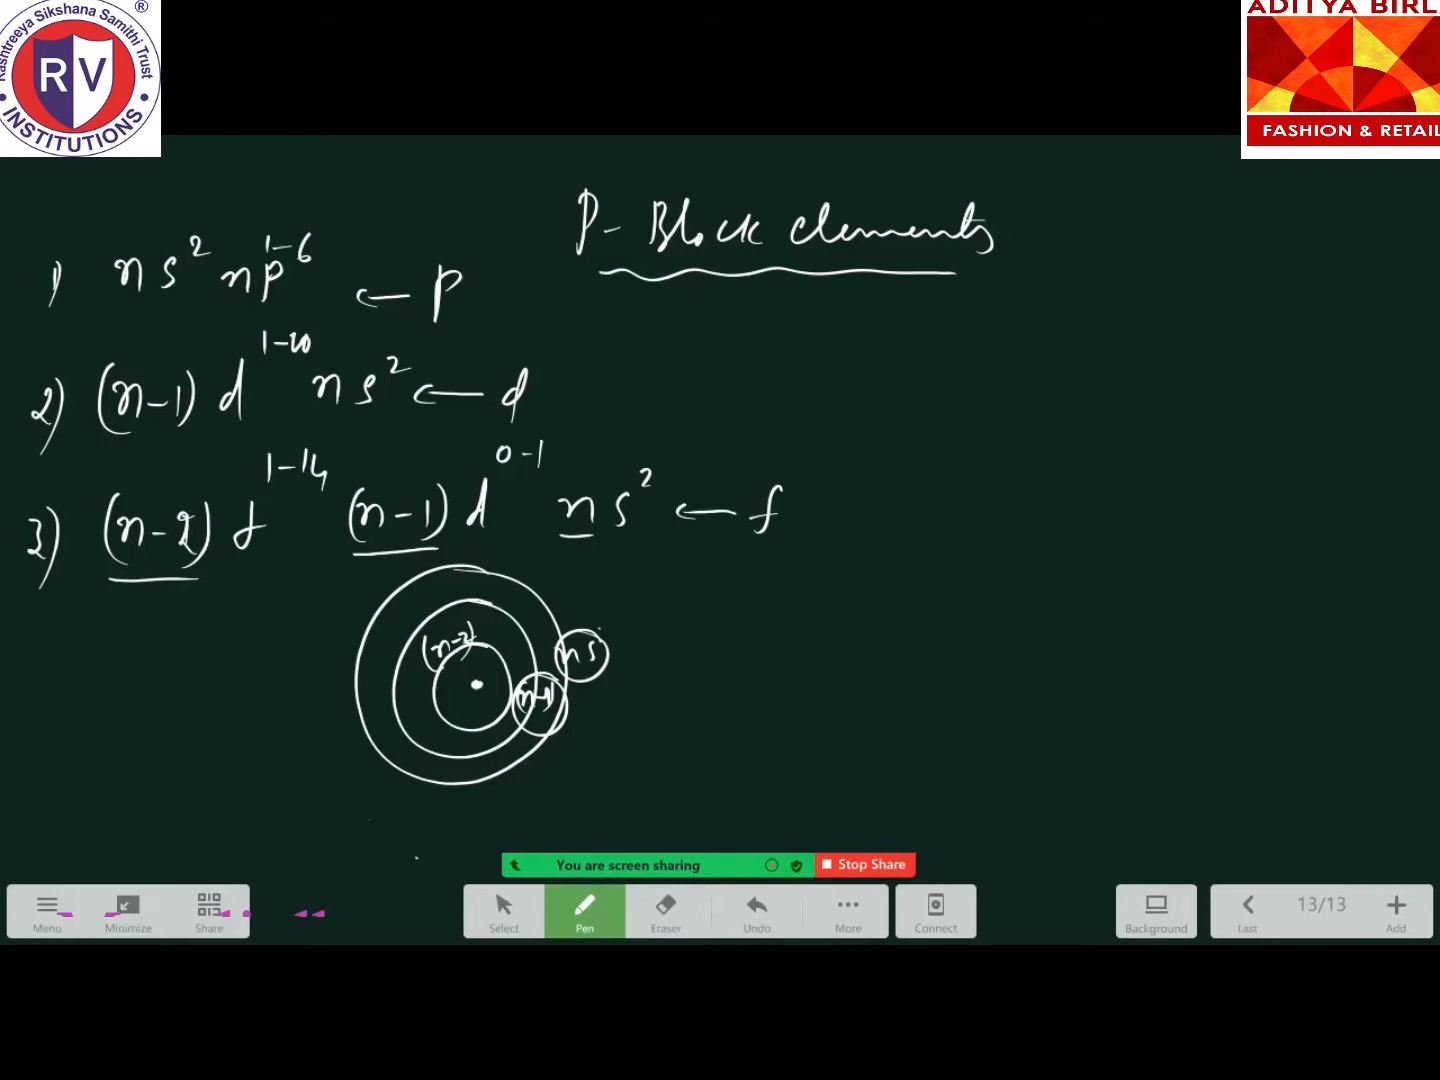 Rashtreeya Sikshana Samithi Trust
®
RV
• INSTITUTIONS •
ADITYA BIRL
FASHION & RETAIL
P- Block elements
1) ns² np¹⁻⁶ ← p
2) (n-1) d¹⁻¹⁰ ns² ← d
3) (n-2) f¹⁻¹⁴ (n-1) d⁰⁻¹ ns² ← f
(n-2)
ns
(n-1)
You are screen sharing
Stop Share
Menu
Minimize
Share
Select
Pen
Eraser
Undo
More
Connect
Background
Last
13/13
Add